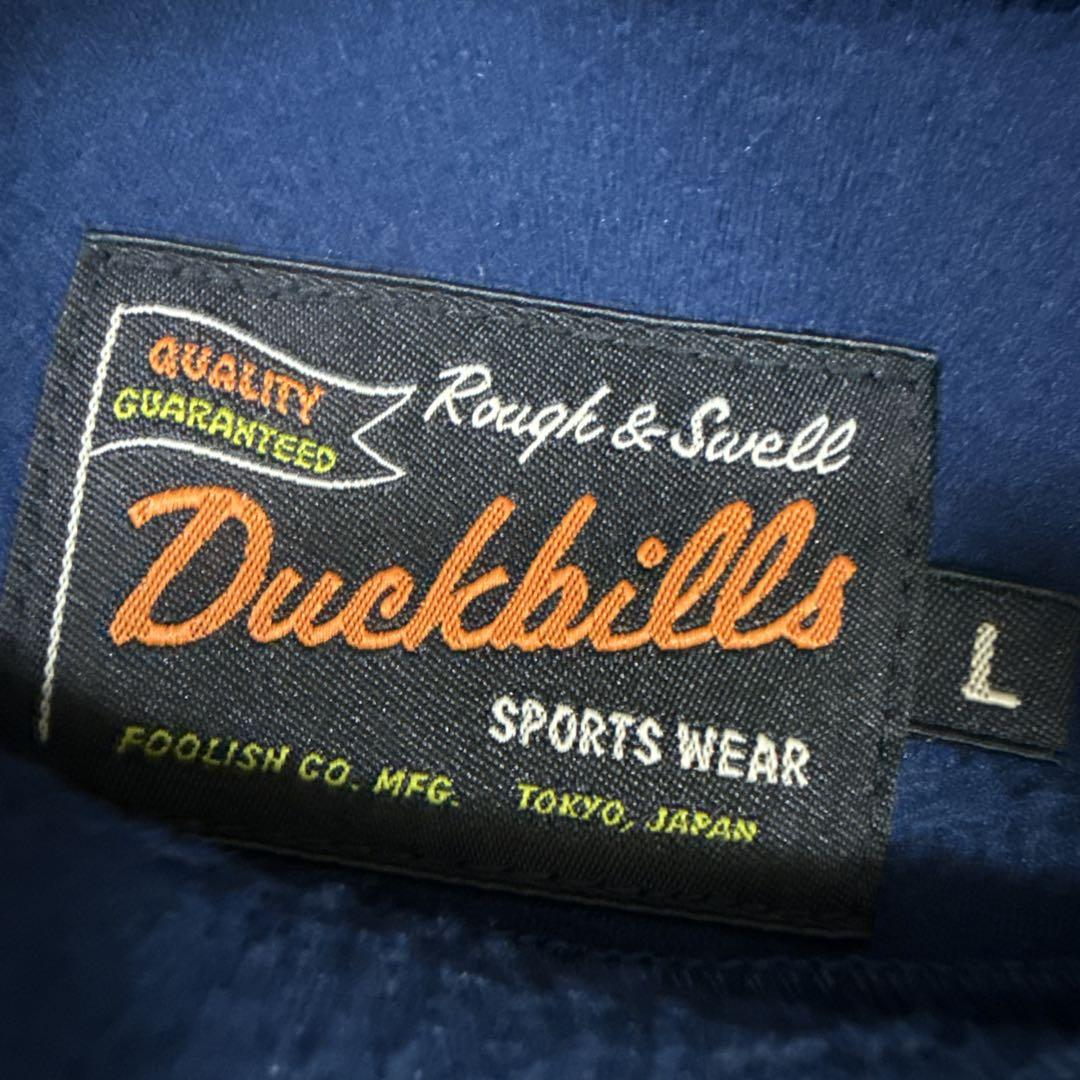 QUALITY
GUARANTEED
Rough & Swell
Duckbills
SPORTS WEAR
FOOLISH CO. MFG. TOKYO, JAPAN
L